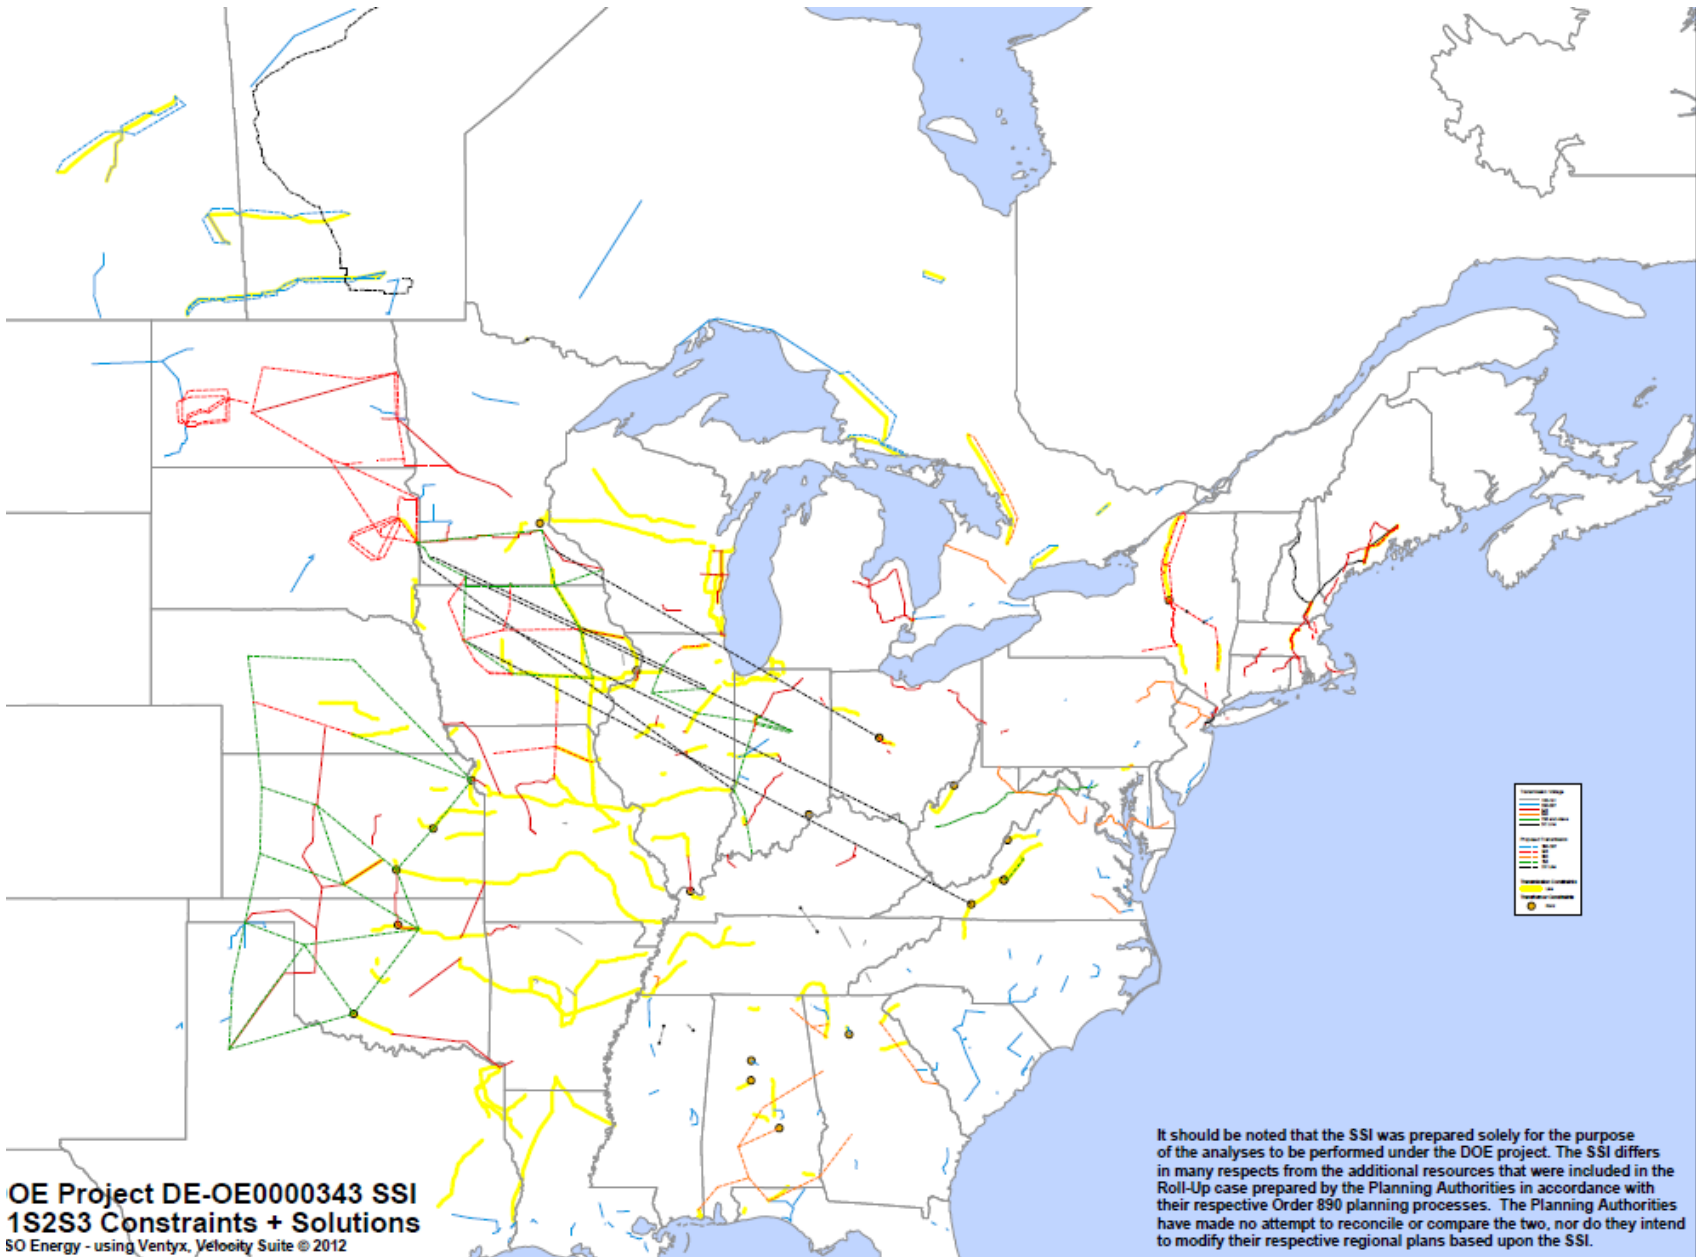 OE Project DE-OE0000343 SSI
1S2S3 Constraints + Solutions
SO Energy - using Ventyx, Velocity Suite © 2012
It should be noted that the SSI was prepared solely for the purpose
of the analyses to be performed under the DOE project. The SSI differs
in many respects from the additional resources that were included in the
Roll-Up case prepared by the Planning Authorities in accordance with
their respective Order 890 planning processes. The Planning Authorities
have made no attempt to reconcile or compare the two, nor do they intend
to modify their respective regional plans based upon the SSI.